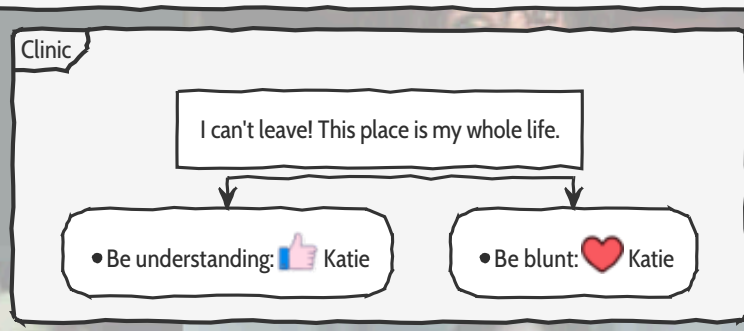 Clinic
I can't leave! This place is my whole life.
Be understanding: Katie
Be blunt: Katie